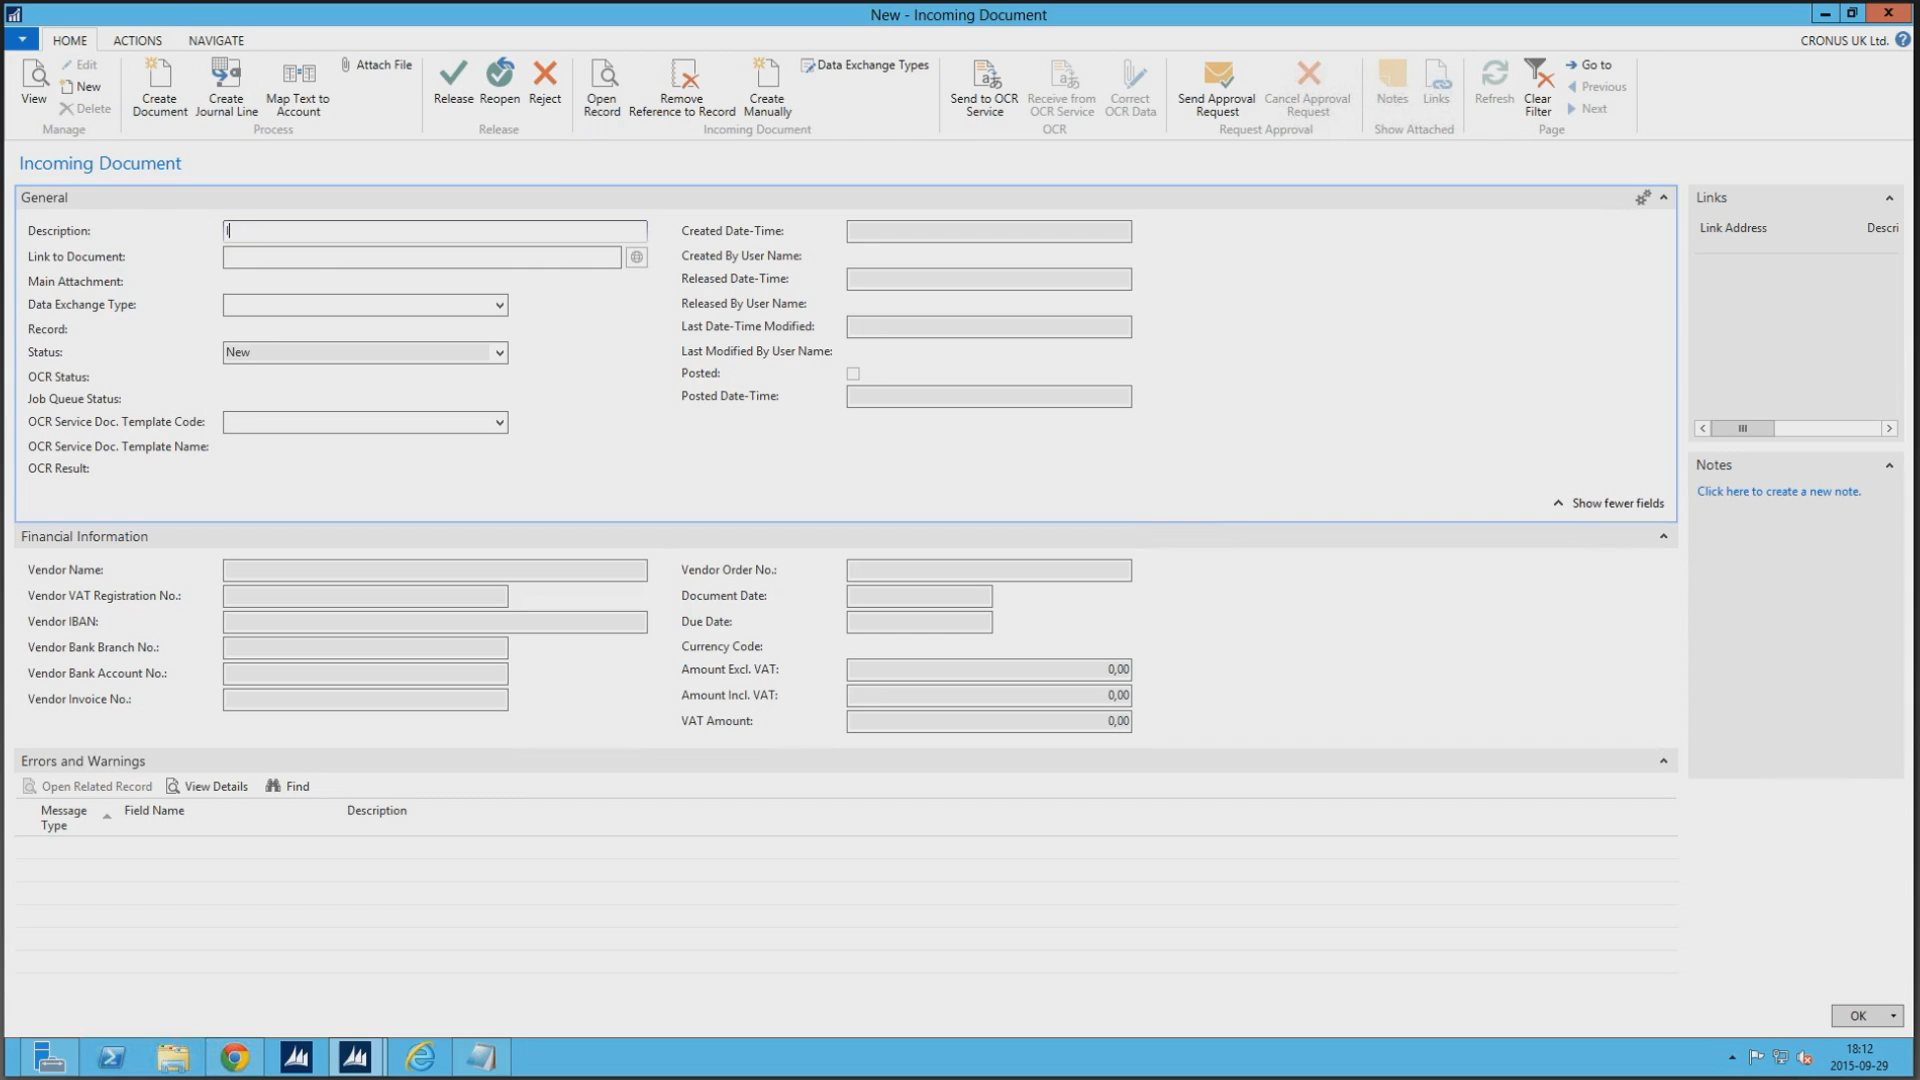 New - Incoming Document
HOME ACTIONS NAVIGATE
CRONUS UK Ltd.
View
Edit
New
Delete
Manage
Create Document
Create Journal Line
Map Text to Account
Attach File
Process
Release
Reopen
Reject
Release
Open Record
Remove Reference to Record
Create Manually
Data Exchange Types
Incoming Document
Send to OCR Service
Receive from OCR Service
Correct OCR Data
OCR
Send Approval Request
Cancel Approval Request
Request Approval
Notes
Links
Show Attached
Refresh
Clear Filter
Go to
Previous
Next
Page
Incoming Document
General
Description:
Link to Document:
Main Attachment:
Data Exchange Type:
Record:
Status: New
OCR Status:
Job Queue Status:
OCR Service Doc. Template Code:
OCR Service Doc. Template Name:
OCR Result:
Created Date-Time:
Created By User Name:
Released Date-Time:
Released By User Name:
Last Date-Time Modified:
Last Modified By User Name:
Posted:
Posted Date-Time:
Show fewer fields
Financial Information
Vendor Name:
Vendor VAT Registration No.:
Vendor IBAN:
Vendor Bank Branch No.:
Vendor Bank Account No.:
Vendor Invoice No.:
Vendor Order No.:
Document Date:
Due Date:
Currency Code:
Amount Excl. VAT: 0,00
Amount Incl. VAT: 0,00
VAT Amount: 0,00
Errors and Warnings
Open Related Record View Details Find
Message Type Field Name Description
Links
Link Address Descri
Notes
Click here to create a new note.
OK
18:12
2015-09-29